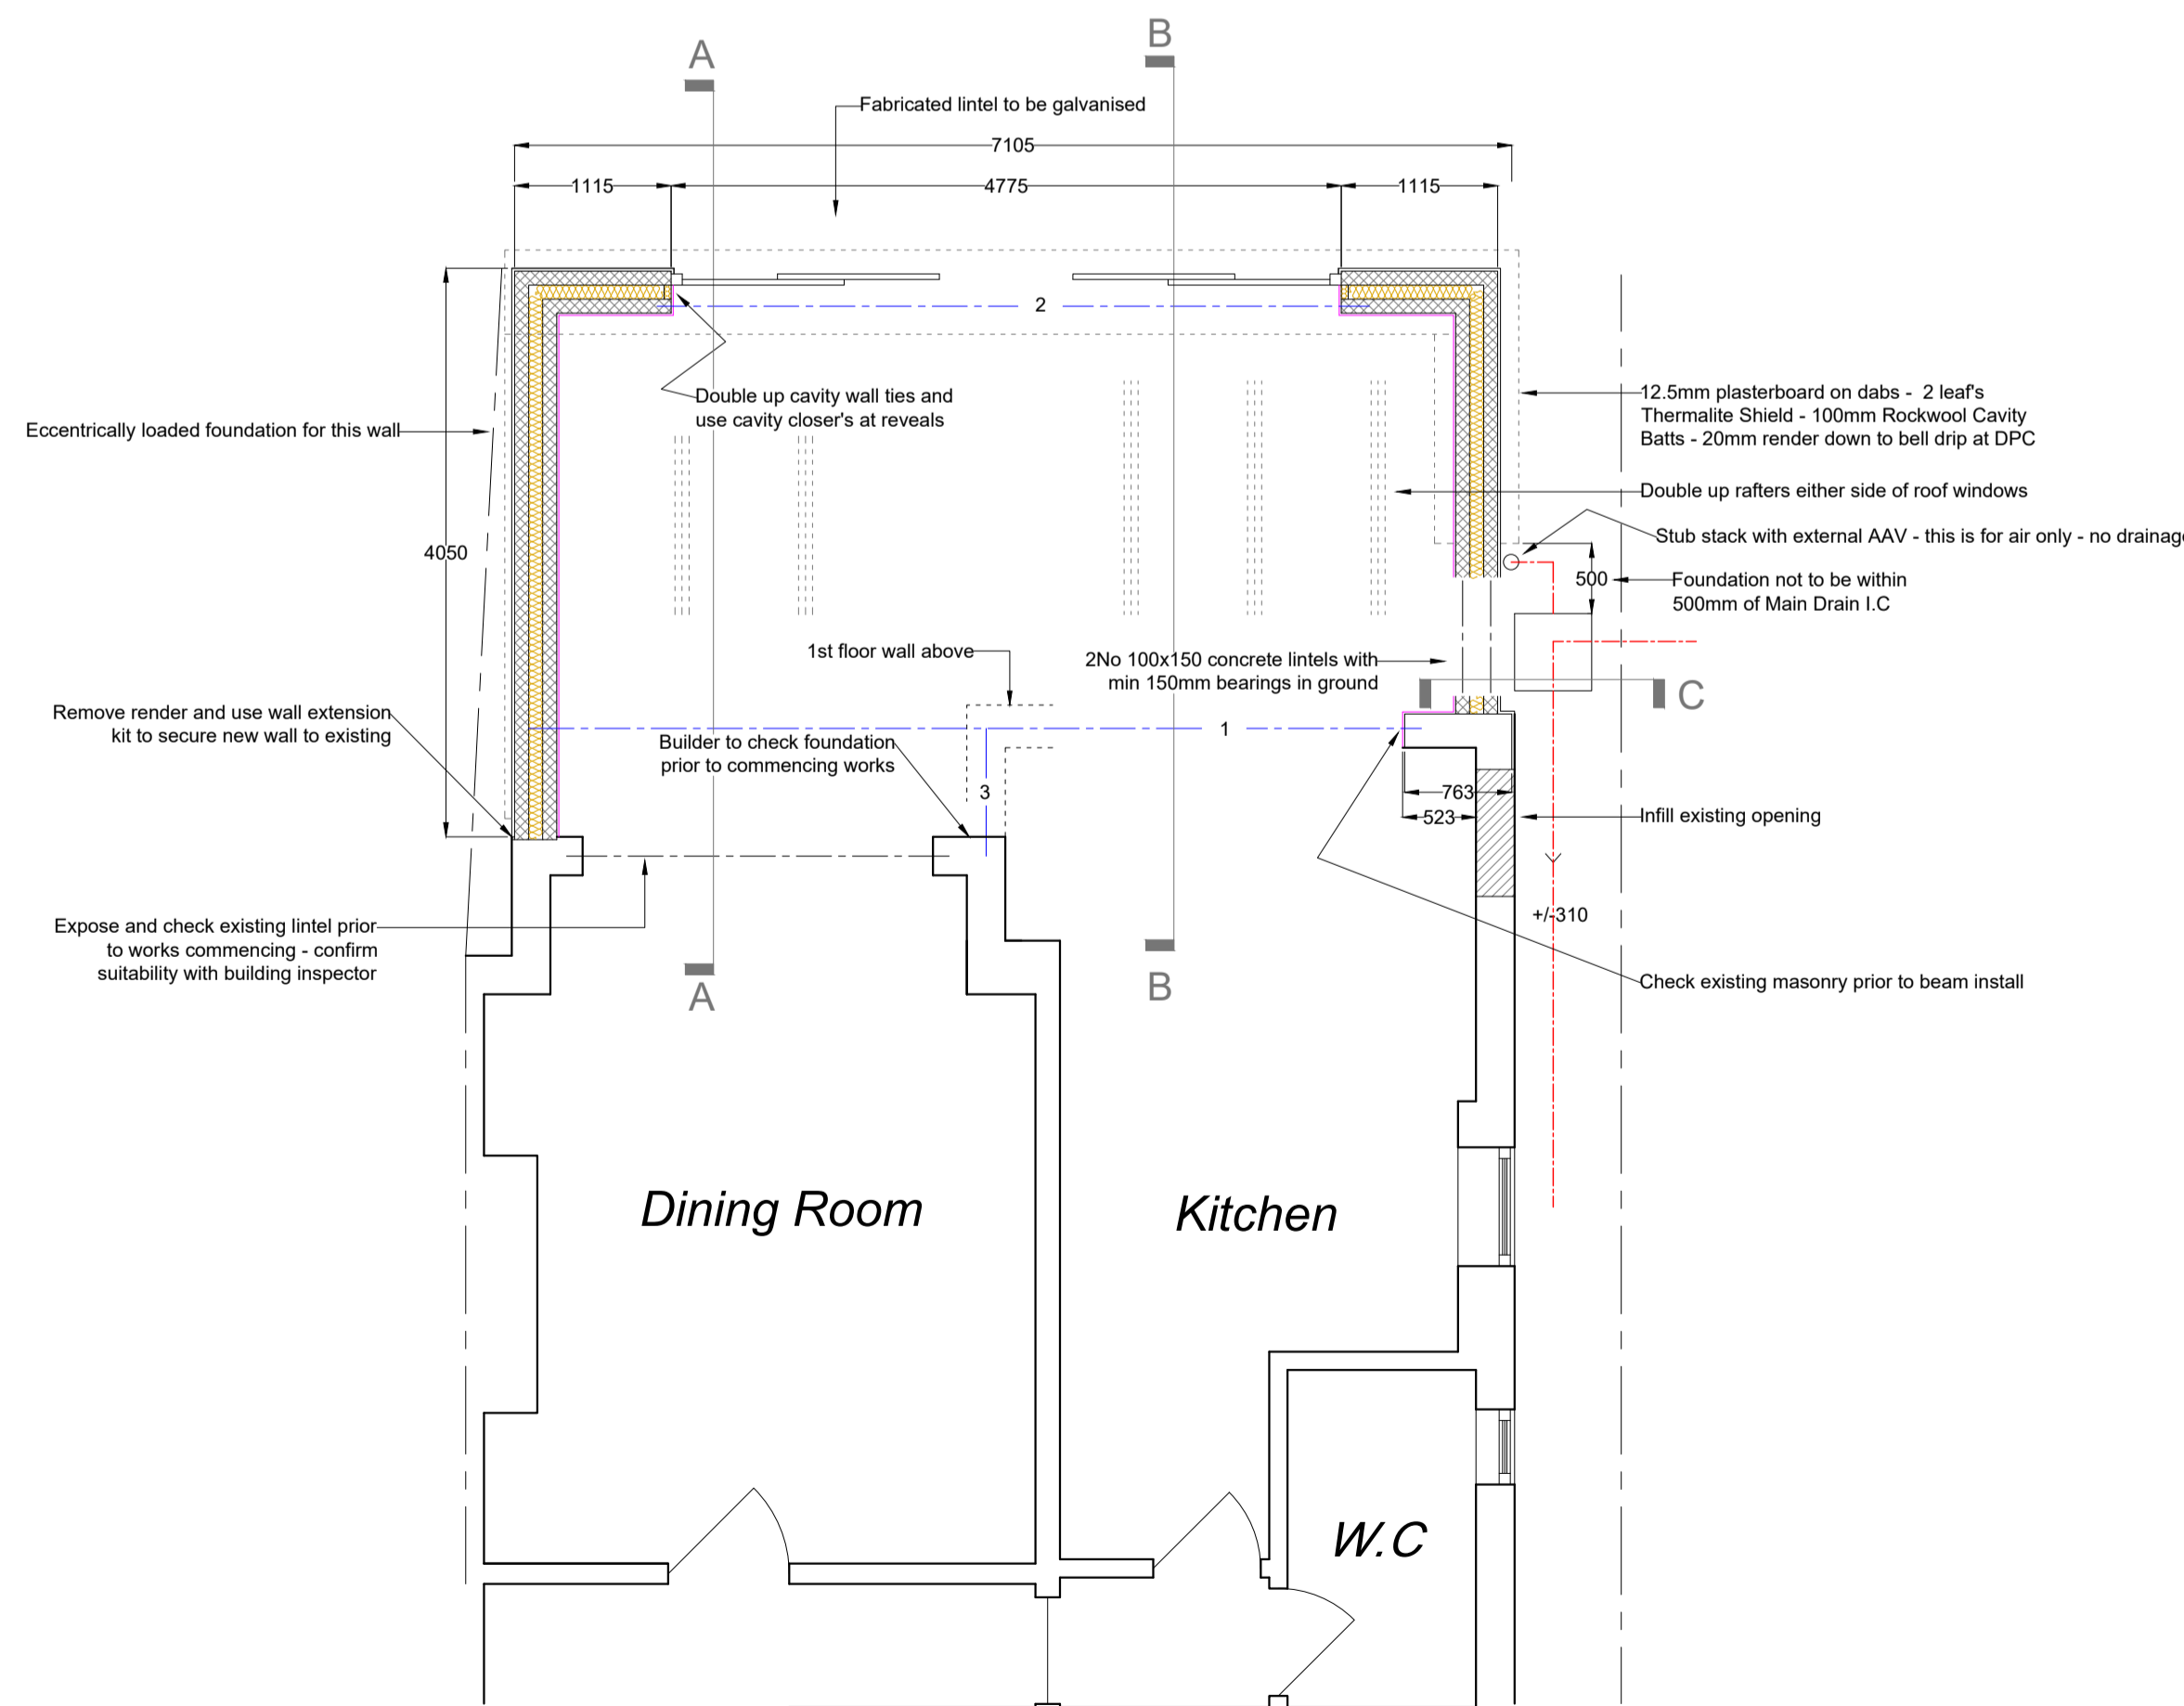 B
A
Fabricated lintel to be galvanised
7105
1115
4775
1115
2
Double up cavity wall ties and
use cavity closer's at reveals
12.5mm plasterboard on dabs - 2 leaf's
Thermalite Shield - 100mm Rockwool Cavity
Batts - 20mm render down to bell drip at DPC
Eccentrically loaded foundation for this wall
Double up rafters either side of roof windows
Stub stack with external AAV - this is for air only - no drainage
4050
500
Foundation not to be within
500mm of Main Drain I.C
1st floor wall above
2No 100x150 concrete lintels with
min 150mm bearings in ground
C
Remove render and use wall extension
kit to secure new wall to existing
1
Builder to check foundation
prior to commencing works
3
763
523
Infill existing opening
+/-310
Expose and check existing lintel prior
to works commencing - confirm
suitability with building inspector
Check existing masonry prior to beam install
A
B
Dining Room
Kitchen
W.C